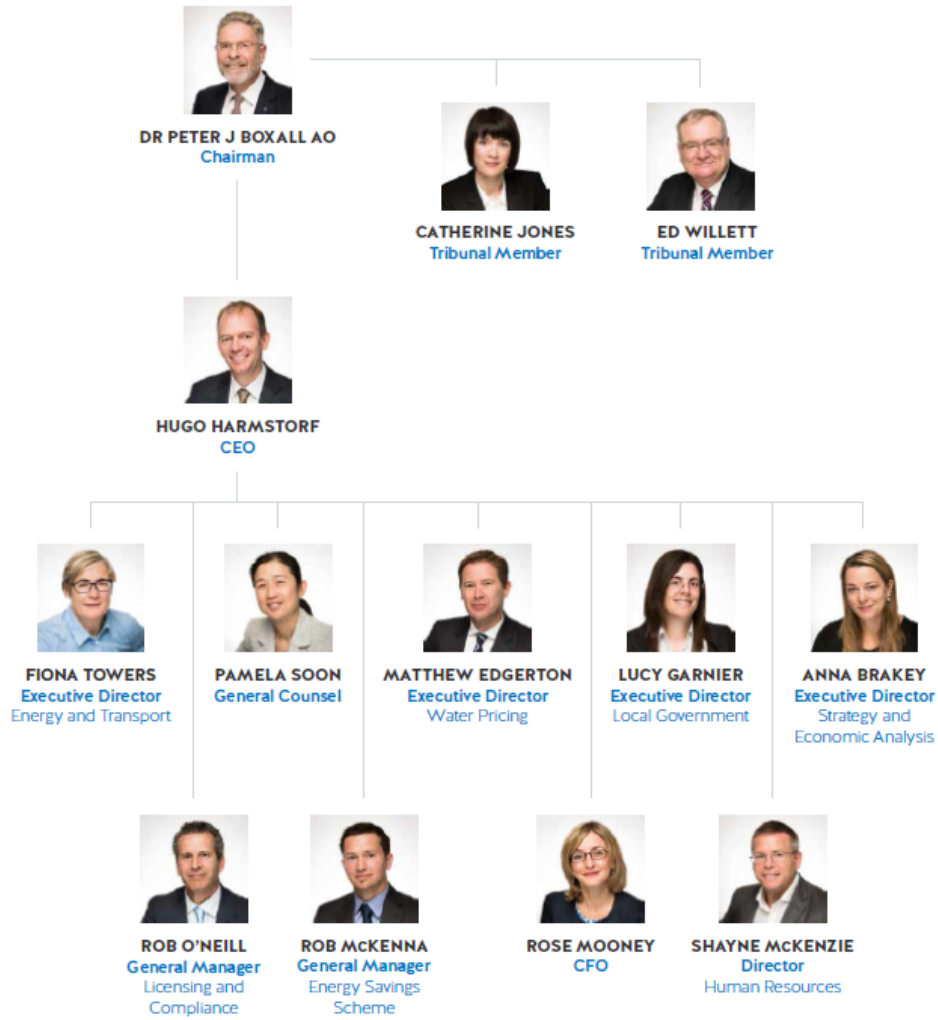 DR PETER J BOXALL AO
Chairman
CATHERINE JONES
Tribunal Member
ED WILLETT
Tribunal Member
HUGO HARMSTORF
CEO
FIONA TOWERS
Executive Director
Energy and Transport
PAMELA SOON
General Counsel
MATTHEW EDGERTON
Executive Director
Water Pricing
LUCY GARNIER
Executive Director
Local Government
ANNA BRAKEY
Executive Director
Strategy and
Economic Analysis
ROB O'NEILL
General Manager
Licensing and
Compliance
ROB McKENNA
General Manager
Energy Savings
Scheme
ROSE MOONEY
CFO
SHAYNE McKENZIE
Director
Human Resources